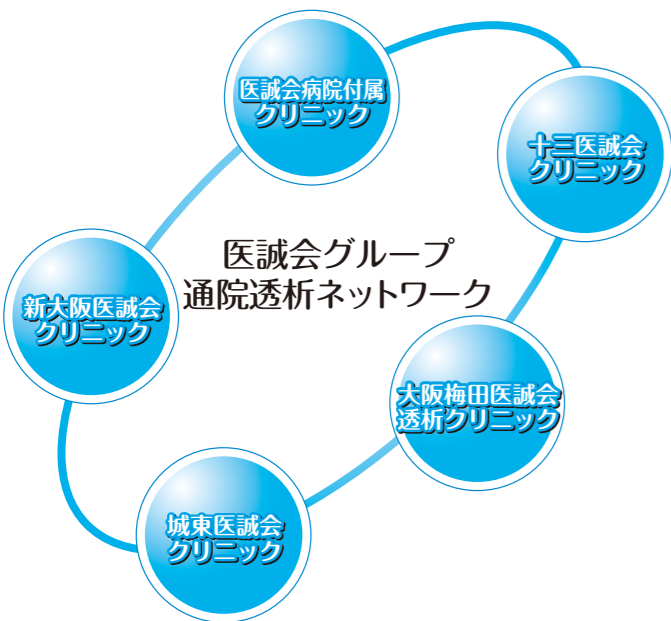 医誠会病院付属
クリニック
十三医誠会
クリニック
医誠会グループ
通院透析ネットワーク
新大阪医誠会
クリニック
大阪梅田医誠会
透析クリニック
城東医誠会
クリニック